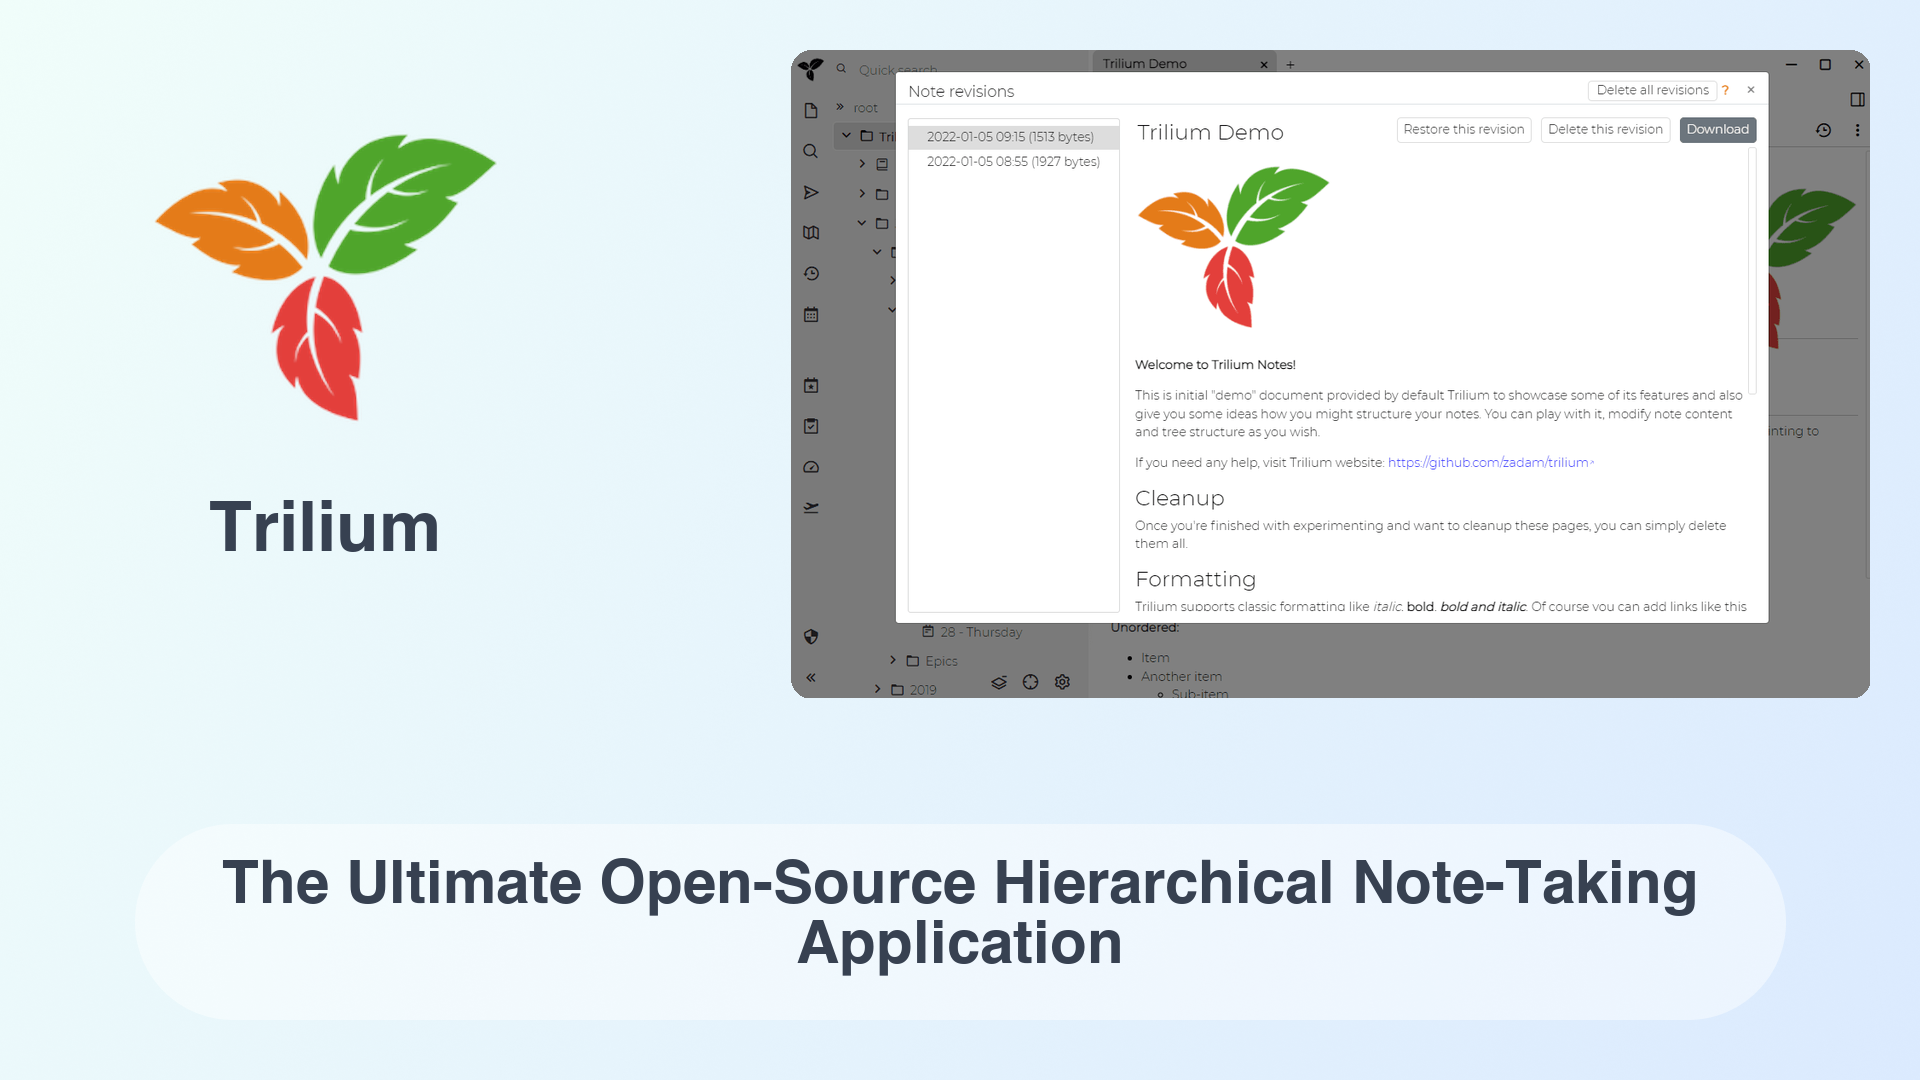 Trilium
Quick search
Trilium Demo
root
Tri
Note revisions
Delete all revisions ?
2022-01-05 09:15 (1513 bytes)
2022-01-05 08:55 (1927 bytes)
Trilium Demo
Restore this revision
Delete this revision
Download
Welcome to Trilium Notes!
This is initial "demo" document provided by default Trilium to showcase some of its features and also
give you some ideas how you might structure your notes. You can play with it, modify note content
and tree structure as you wish.
If you need any help, visit Trilium website: https://github.com/zadam/trilium
Cleanup
Once you're finished with experimenting and want to cleanup these pages, you can simply delete
them all.
Formatting
Trilium supports classic formatting like italic, bold, bold and italic. Of course you can add links like this
inting to
28 - Thursday
Epics
2019
Unordered:
Item
Another item
Sub-item
The Ultimate Open-Source Hierarchical Note-Taking
Application